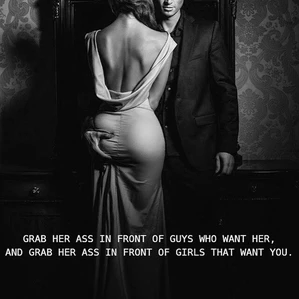 GRAB HER ASS IN FRONT OF GUYS WHO WANT HER,
AND GRAB HER ASS IN FRONT OF GIRLS THAT WANT YOU.